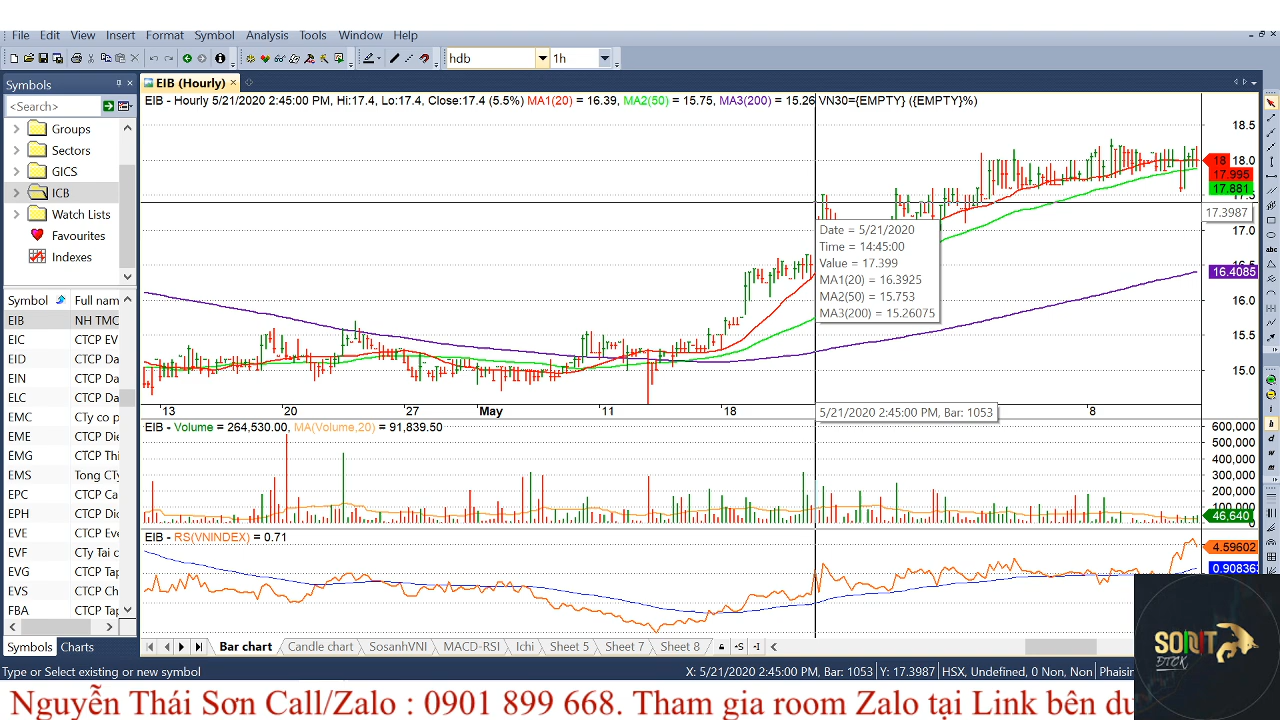 File Edit View Insert Format Symbol Analysis Tools Window Help
hdb 1h
Symbols
EIB (Hourly)
<Search>
Groups
Sectors
GICS
ICB
Watch Lists
Favourites
Indexes
Symbol Full nam
EIB NH TMC
EIC CTCP EV
EID CTCP Da
EIN CTCP Da
ELC CTCP Da
EMC CTy co p
EME CTCP Die
EMG CTCP Thi
EMS Tong CTy
EPC CTCP Ca
EPH CTCP Dic
EVE CTCP Eve
EVF CTy Tai c
EVG CTCP Tap
EVS CTCP Ch
FBA CTCP Tap
Symbols Charts
EIB - Hourly 5/21/2020 2:45:00 PM, Hi:17.4, Lo:17.4, Close:17.4 (5.5%) MA1(20) = 16.39, MA2(50) = 15.75, MA3(200) = 15.26 VN30={EMPTY} ({EMPTY}%)
18.5
18.0
18
17.995
17.881
17.5
17.3987
17.0
16.5
16.4085
16.0
15.5
15.0
Date = 5/21/2020
Time = 14:45:00
Value = 17.399
MA1(20) = 16.3925
MA2(50) = 15.753
MA3(200) = 15.26075
13 20 27 May 11 18 8
5/21/2020 2:45:00 PM, Bar: 1053
EIB - Volume = 264,530.00, MA(Volume,20) = 91,839.50
600,000
500,000
400,000
300,000
200,000
100,000
46,640
0
EIB - RS(VNINDEX) = 0.71
4.59602
0.908363
Bar chart Candle chart SosanhVNI MACD-RSI Ichi Sheet 5 Sheet 7 Sheet 8
Type or Select existing or new symbol
X: 5/21/2020 2:45:00 PM, Bar: 1053 Y: 17.3987 HSX, Undefined, 0 Non, Non Phaisin
DTCK
Nguyễn Thái Sơn Call/Zalo : 0901 899 668. Tham gia room Zalo tại Link bên dư